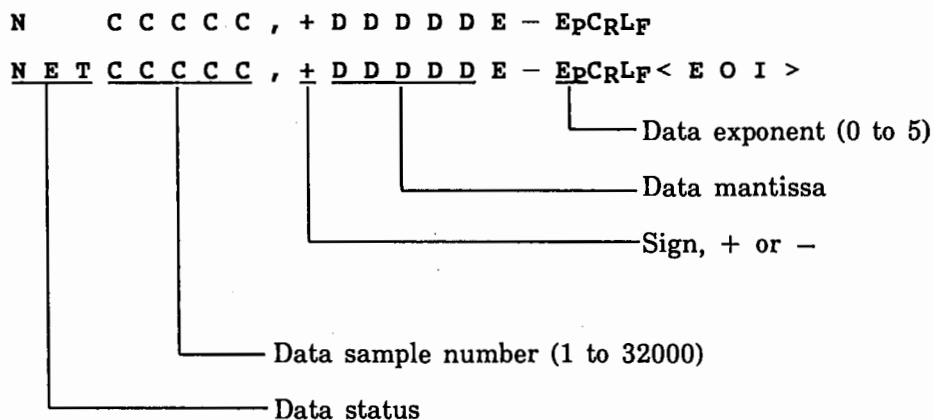 N     C C C C C , + D D D D D E − EPCRLF
N E T C C C C C , + D D D D D E − EPCRLF < E O I >
Data exponent (0 to 5)
Data mantissa
Sign, + or −
Data sample number (1 to 32000)
Data status